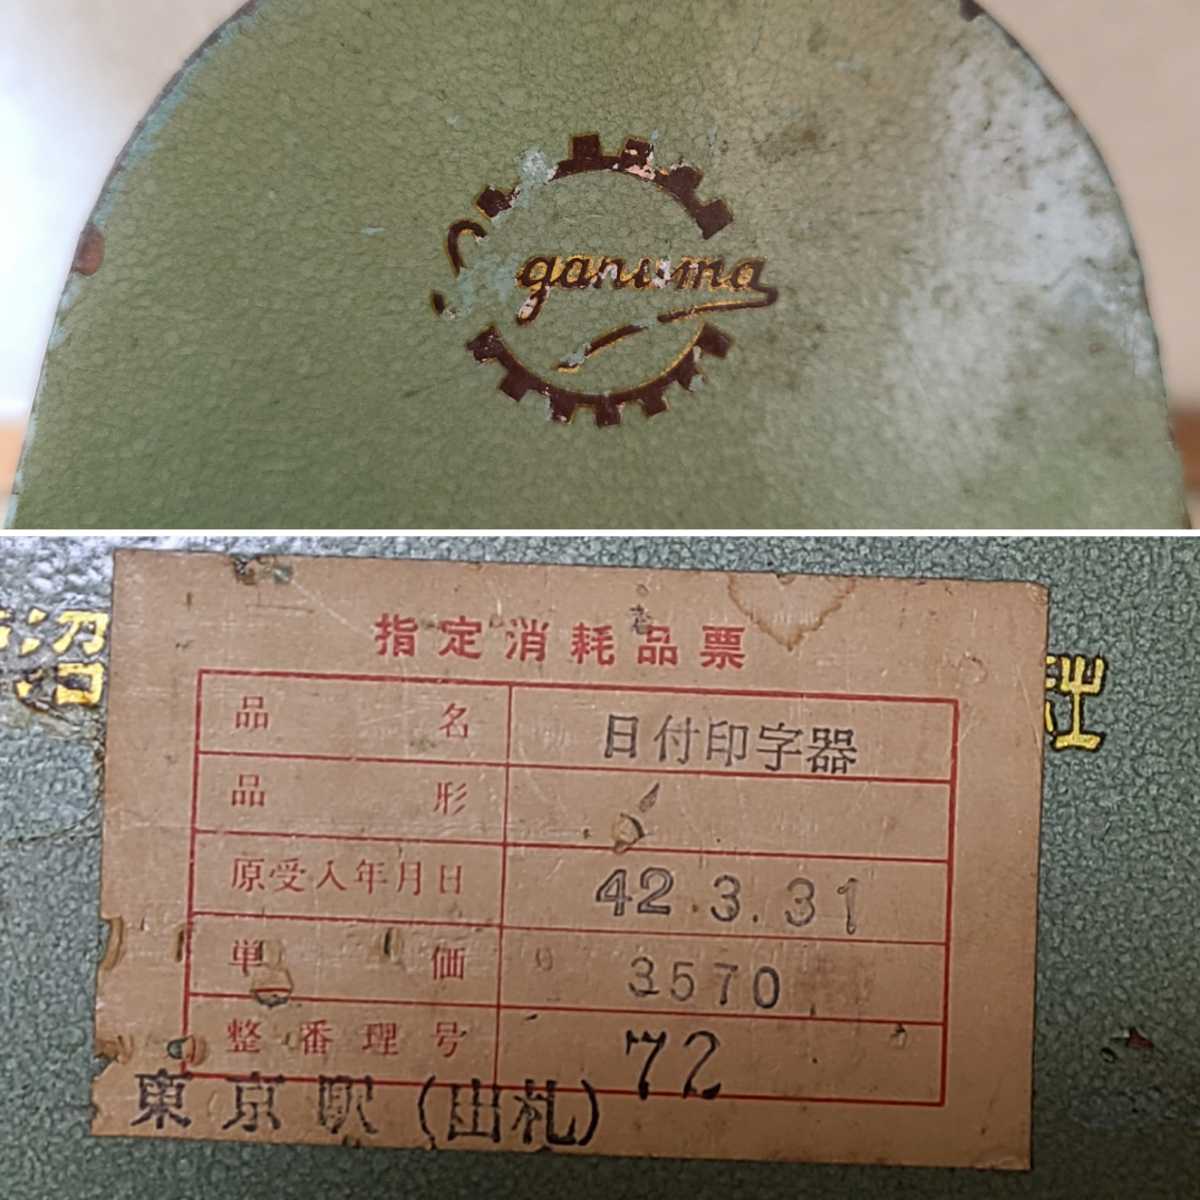 ganuma
沼
社
指定消耗品票
品名 日付印字器
品形
原受入年月日 42.3.31
単価 3570
整番理号 72
東京駅(出札)